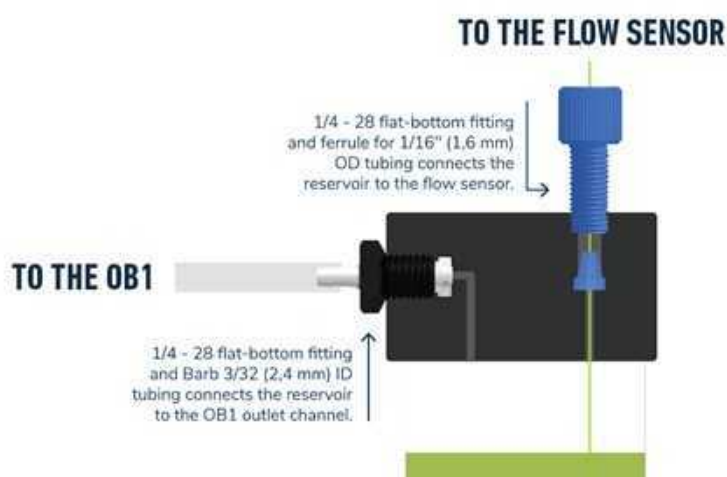 TO THE FLOW SENSOR
1/4 - 28 flat-bottom fitting
and ferrule for 1/16" (1,6 mm)
OD tubing connects the
reservoir to the flow sensor.
TO THE OB1
1/4 - 28 flat-bottom fitting
and Barb 3/32 (2,4 mm) ID
tubing connects the reservoir
to the OB1 outlet channel.